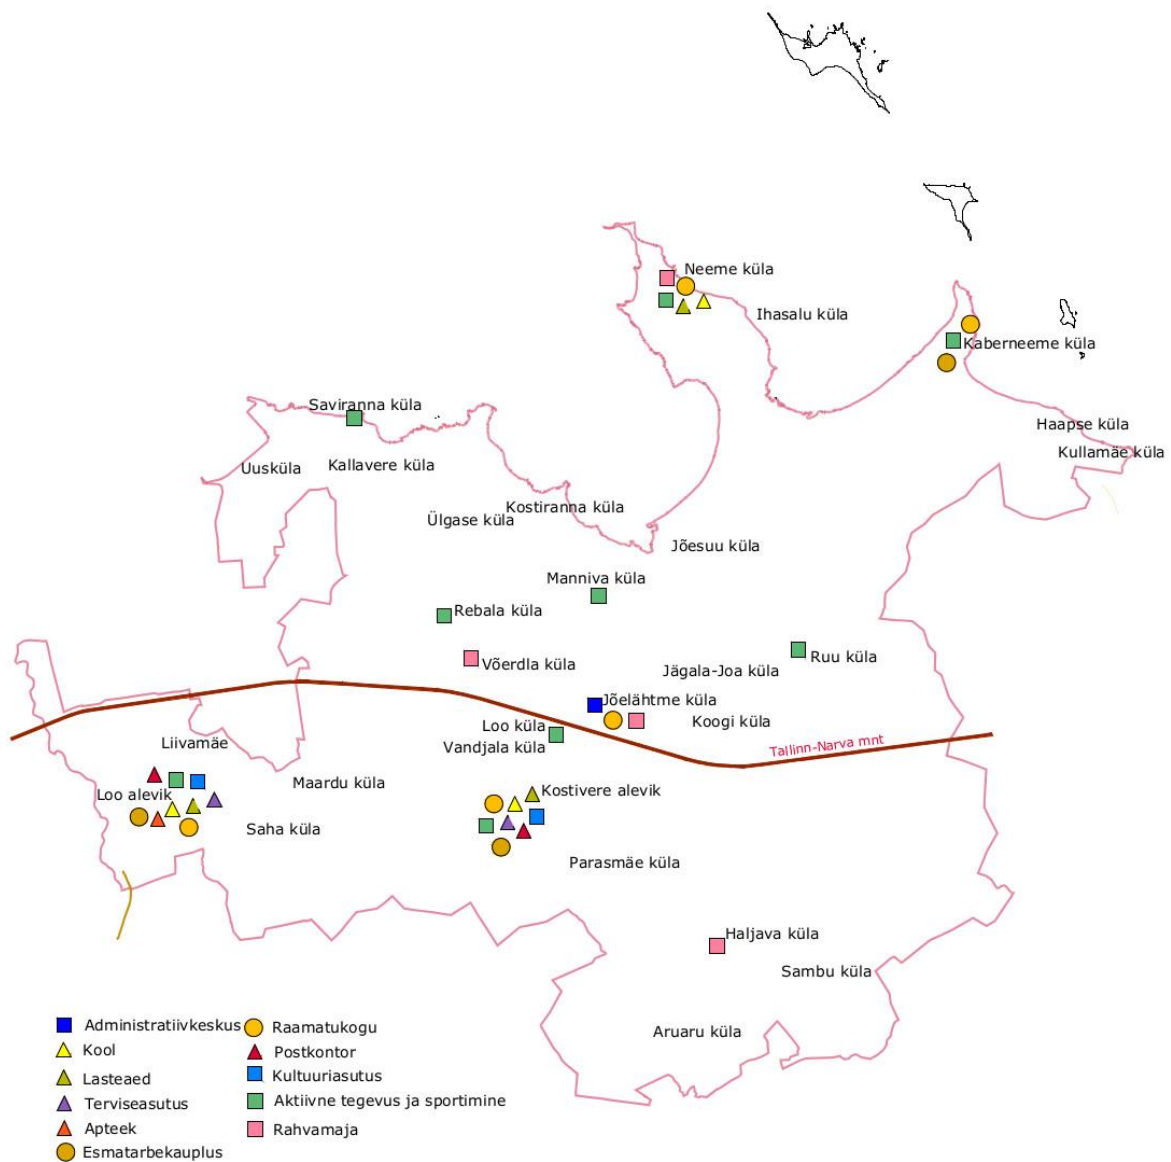 Neeme küla
Ihasalu küla
Kaberneeme küla
Saviranna küla
Haapse küla
Kullamäe küla
Uusküla
Kallavere küla
Kostiranna küla
Ülgase küla
Jõesuu küla
Manniva küla
Rebala küla
Ruu küla
Võerdla küla
Jägala-Joa küla
Jõelähtme küla
Loo küla
Koogi küla
Liivamäe
Vandjala küla
Tallinn-Narva mnt
Maardu küla
Loo alevik
Kostivere alevik
Saha küla
Parasmäe küla
Haljava küla
Sambu küla
Aruaru küla
Administratiivkeskus
Kool
Lasteaed
Terviseasutus
Apteek
Esmatarbekauplus
Raamatukogu
Postkontor
Kultuuriasutus
Aktiivne tegevus ja sportimine
Rahvamaja